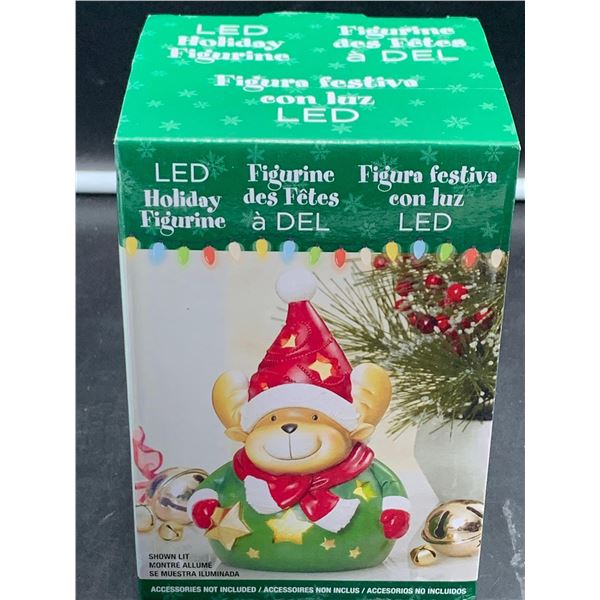 LED
Holiday
Figurine
Figurine
des Fêtes
à DEL
Figura festiva
con luz
LED
LED
Holiday
Figurine
Figurine
des Fêtes
à DEL
Figura festiva
con luz
LED
SHOWN LIT
MONTRÉ ALLUMÉ
SE MUESTRA ILUMINADA
ACCESSORIES NOT INCLUDED / ACCESSOIRES NON INCLUS / ACCESORIOS NO INCLUIDOS